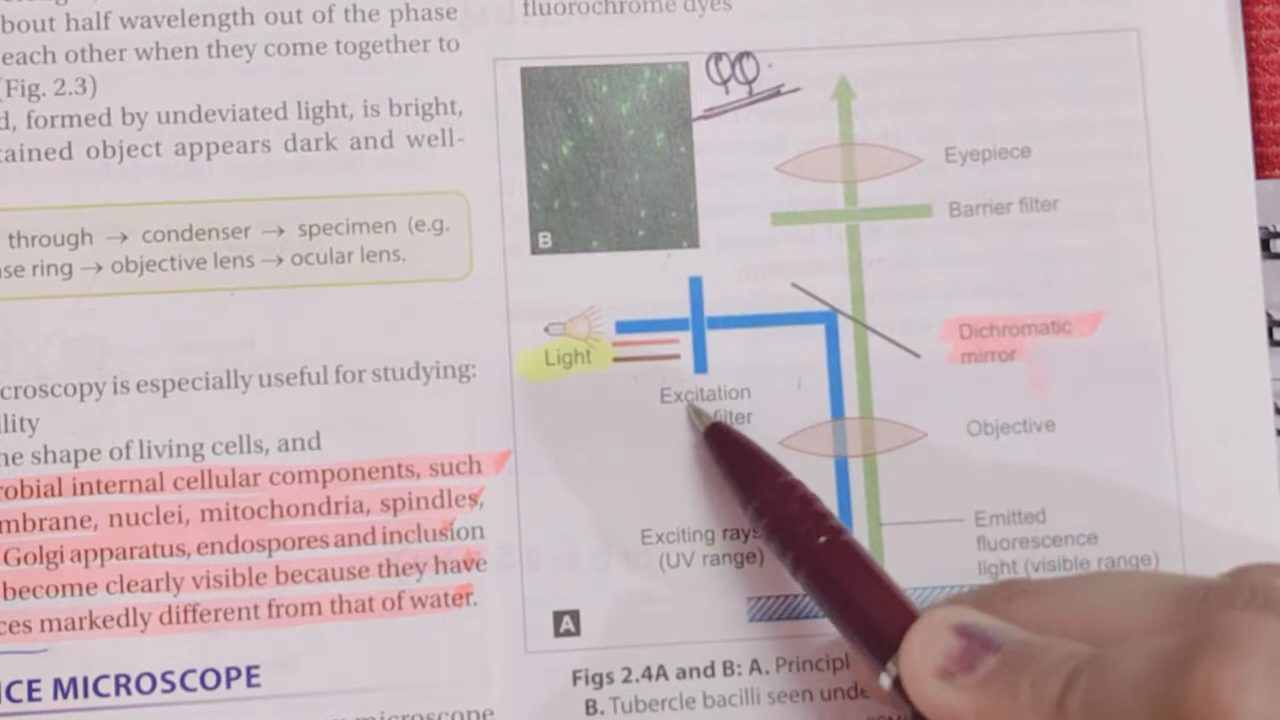 bout half wavelength out of the phase
each other when they come together to
(Fig. 2.3)
d, formed by undeviated light, is bright,
tained object appears dark and well-
through → condenser → specimen (e.g.
se ring → objective lens → ocular lens.
croscopy is especially useful for studying:
lity
he shape of living cells, and
robial internal cellular components, such
mbrane, nuclei, mitochondria, spindles,
Golgi apparatus, endospores and inclusion
become clearly visible because they have
ces markedly different from that of water.
CE MICROSCOPE
microscope
fluorochrome dyes
B
Eyepiece
Barrier filter
Light
Excitation
filter
Dichromatic
mirror
Objective
Exciting rays
(UV range)
Emitted
fluorescence
light (visible range)
A
Figs 2.4A and B: A. Principl
B. Tubercle bacilli seen unde